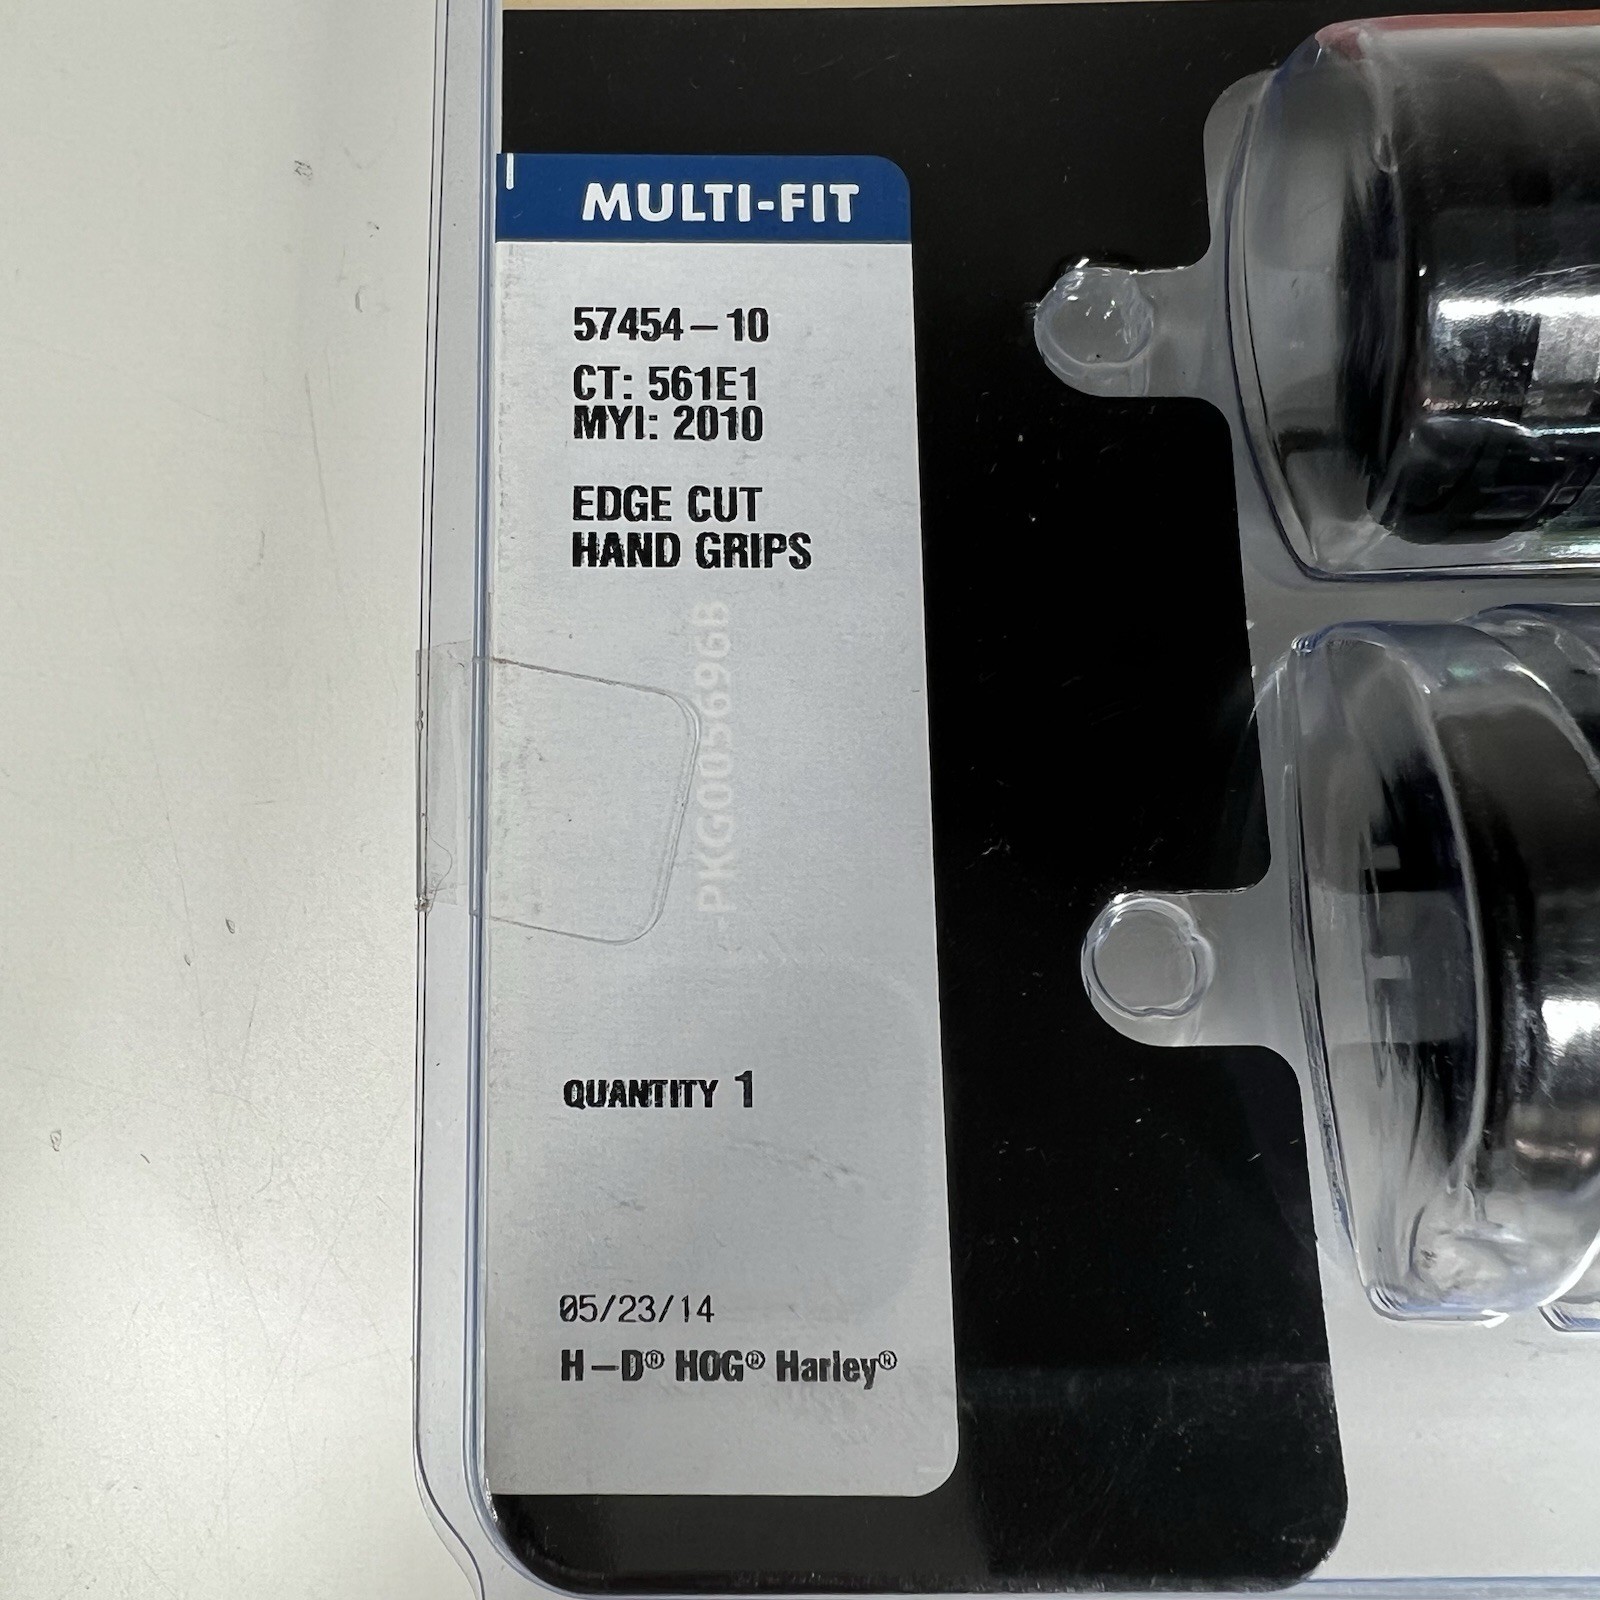 MULTI-FIT
57454-10
CT: 561E1
MYI: 2010
EDGE CUT
HAND GRIPS
PKG005696GB
QUANTITY 1
05/23/14
H-D® HOG® Harley®